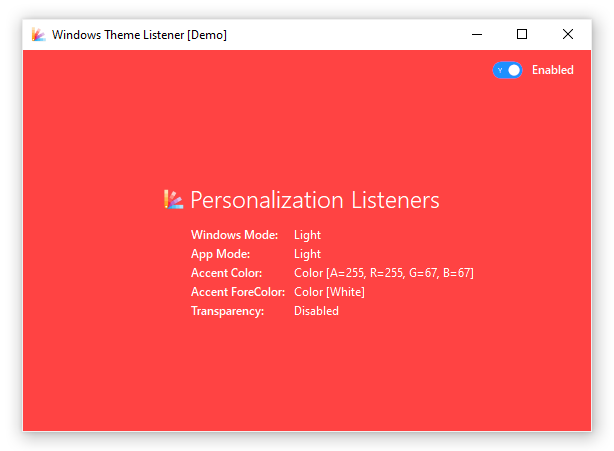 Windows Theme Listener [Demo]
Y Enabled
Personalization Listeners
Windows Mode: Light
App Mode: Light
Accent Color: Color [A=255, R=255, G=67, B=67]
Accent ForeColor: Color [White]
Transparency: Disabled